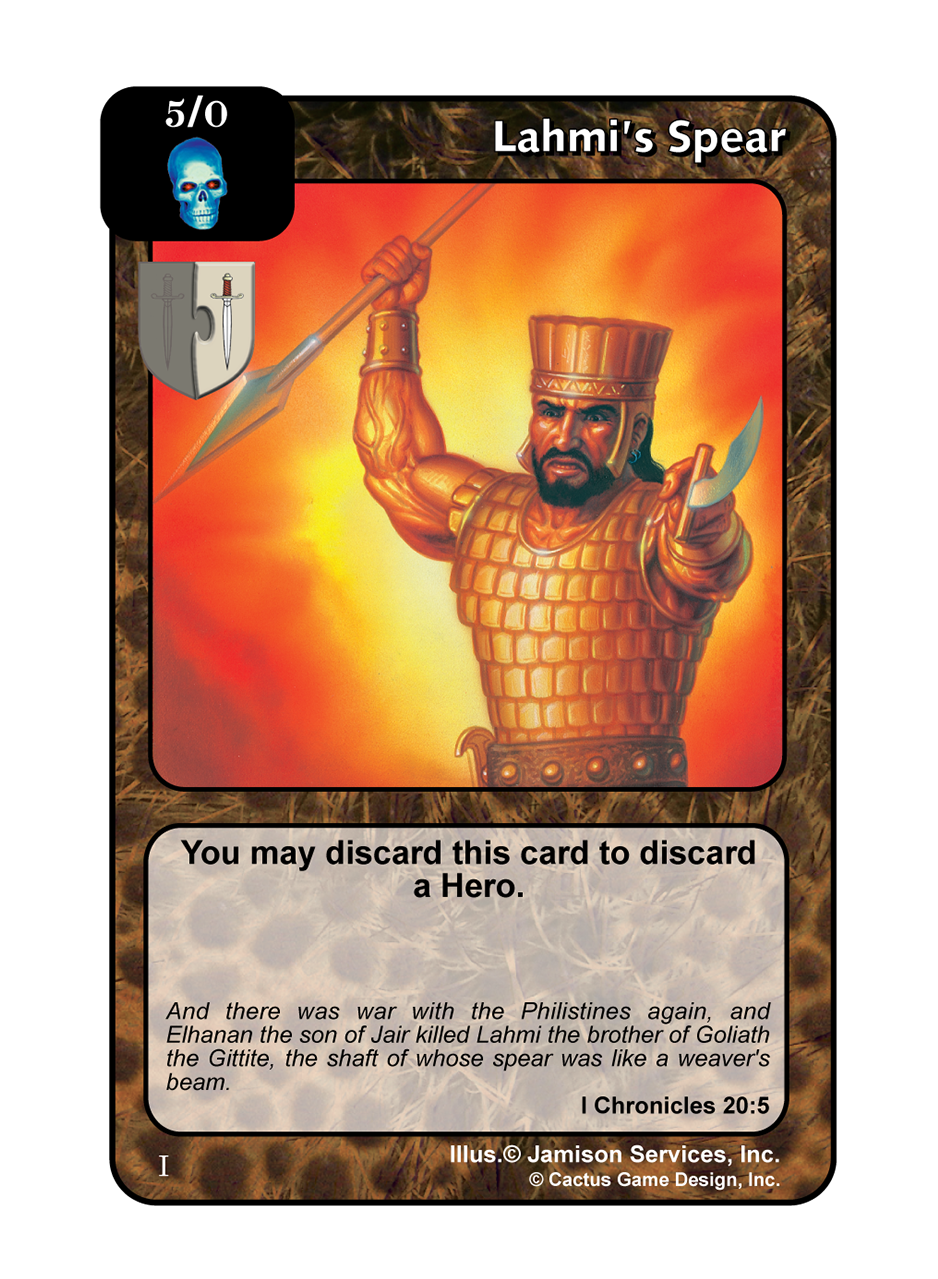 5/0
Lahmi's Spear
You may discard this card to discard
a Hero.
And there was war with the Philistines again, and
Elhanan the son of Jair killed Lahmi the brother of Goliath
the Gittite, the shaft of whose spear was like a weaver's
beam.
I Chronicles 20:5
I
Illus.© Jamison Services, Inc.
© Cactus Game Design, Inc.